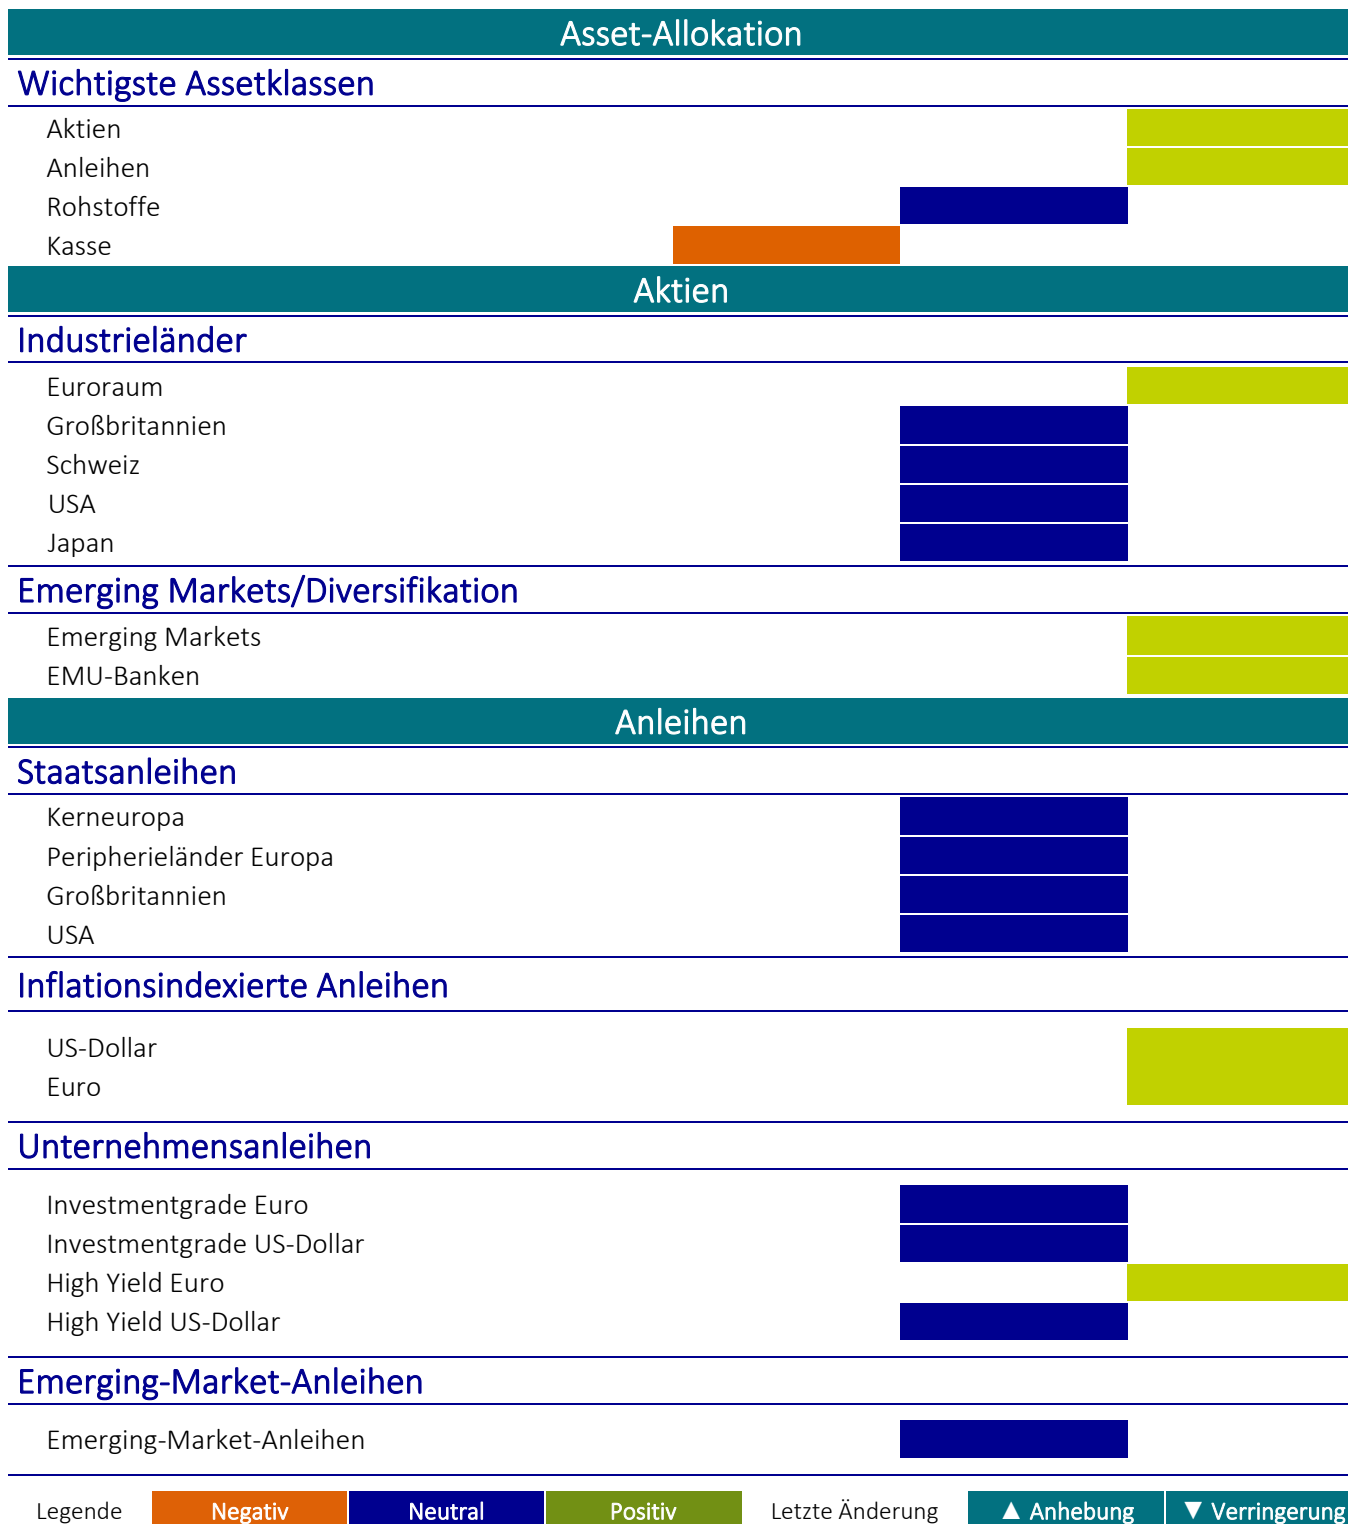 Asset-Allokation
Wichtigste Assetklassen
Aktien
Anleihen
Rohstoffe
Kasse
Aktien
Industrieländer
Euroraum
Großbritannien
Schweiz
USA
Japan
Emerging Markets/Diversifikation
Emerging Markets
EMU-Banken
Anleihen
Staatsanleihen
Kerneuropa
Peripherieländer Europa
Großbritannien
USA
Inflationsindexierte Anleihen
US-Dollar
Euro
Unternehmensanleihen
Investmentgrade Euro
Investmentgrade US-Dollar
High Yield Euro
High Yield US-Dollar
Emerging-Market-Anleihen
Emerging-Market-Anleihen
Legende Negativ Neutral Positiv Letzte Änderung ▲ Anhebung ▼ Verringerung